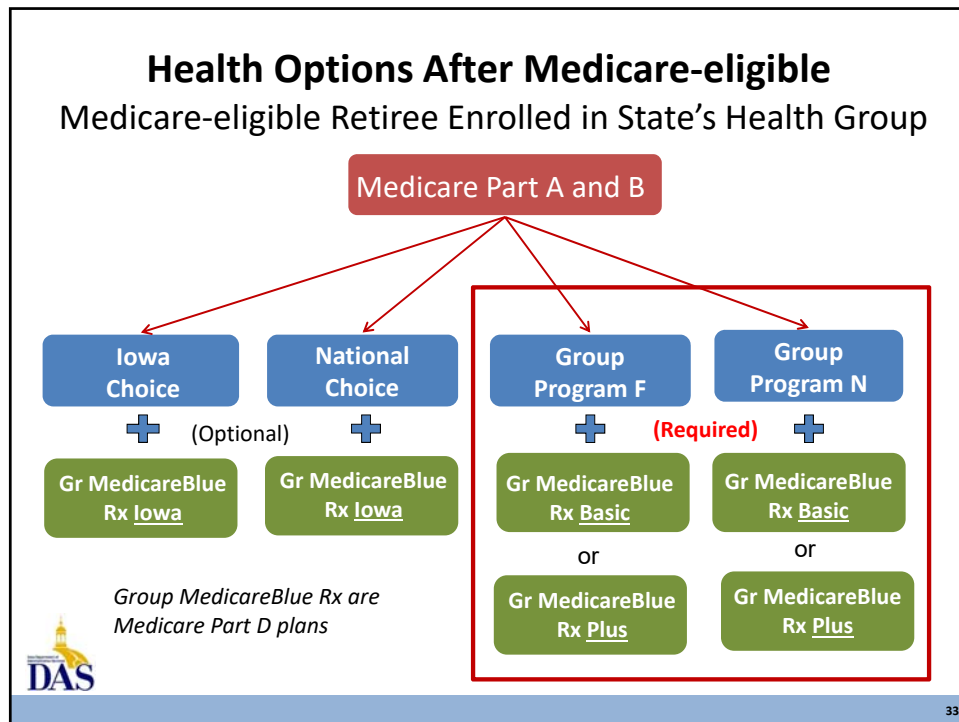 Health Options After Medicare-eligible
Medicare-eligible Retiree Enrolled in State's Health Group
Medicare Part A and B
Iowa
Choice
National
Choice
Group
Program F
Group
Program N
(Optional)
(Required)
Gr MedicareBlue
Rx Iowa
Gr MedicareBlue
Rx Iowa
Gr MedicareBlue
Rx Basic
Gr MedicareBlue
Rx Basic
or
or
Gr MedicareBlue
Rx Plus
Gr MedicareBlue
Rx Plus
Group MedicareBlue Rx are
Medicare Part D plans
DAS
33